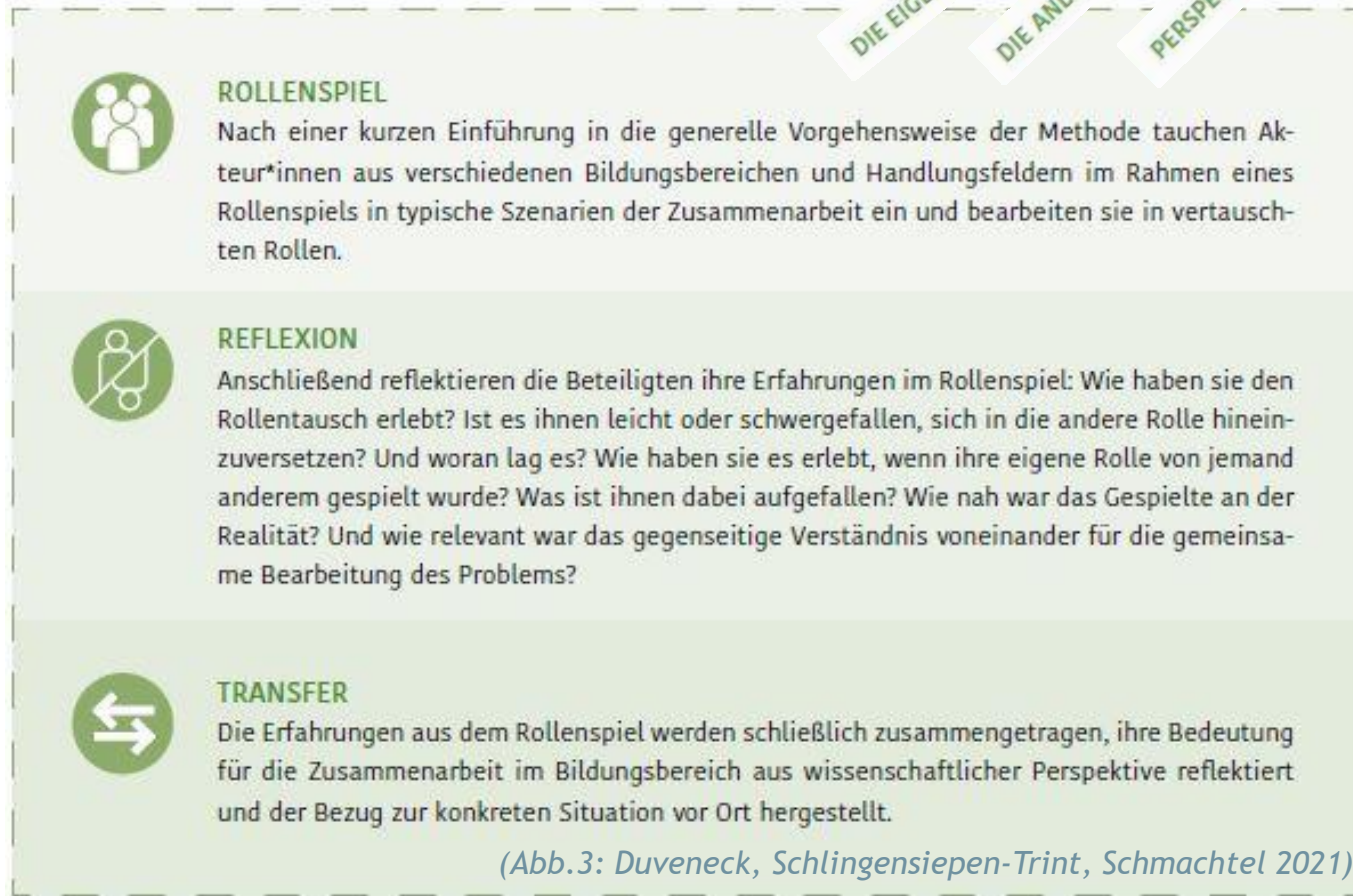 DIE
DIE
ROLLENSPIEL
Nach einer kurzen Einführung in die generelle Vorgehensweise der Methode tauchen Ak-
teur*innen aus verschiedenen Bildungsbereichen und Handlungsfeldern im Rahmen eines
Rollenspiels in typische Szenarien der Zusammenarbeit ein und bearbeiten sie in vertausch-
ten Rollen.
REFLEXION
Anschließend reflektieren die Beteiligten ihre Erfahrungen im Rollenspiel: Wie haben sie den
Rollentausch erlebt? Ist es ihnen leicht oder schwergefallen, sich in die andere Rolle hinein-
zuversetzen? Und woran lag es? Wie haben sie es erlebt, wenn ihre eigene Rolle von jemand
anderem gespielt wurde? Was ist ihnen dabei aufgefallen? Wie nah war das Gespielte an der
Realität? Und wie relevant war das gegenseitige Verständnis voneinander für die gemeinsa-
me Bearbeitung des Problems?
TRANSFER
Die Erfahrungen aus dem Rollenspiel werden schließlich zusammengetragen, ihre Bedeutung
für die Zusammenarbeit im Bildungsbereich aus wissenschaftlicher Perspektive reflektiert
und der Bezug zur konkreten Situation vor Ort hergestellt.
(Abb.3: Duveneck, Schlingensiepen-Trint, Schmachtel 2021)